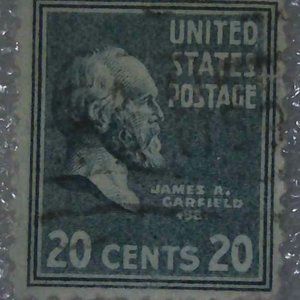 UNITED
STATES
POSTAGE
JAMES A.
GARFIELD
20 CENTS 20